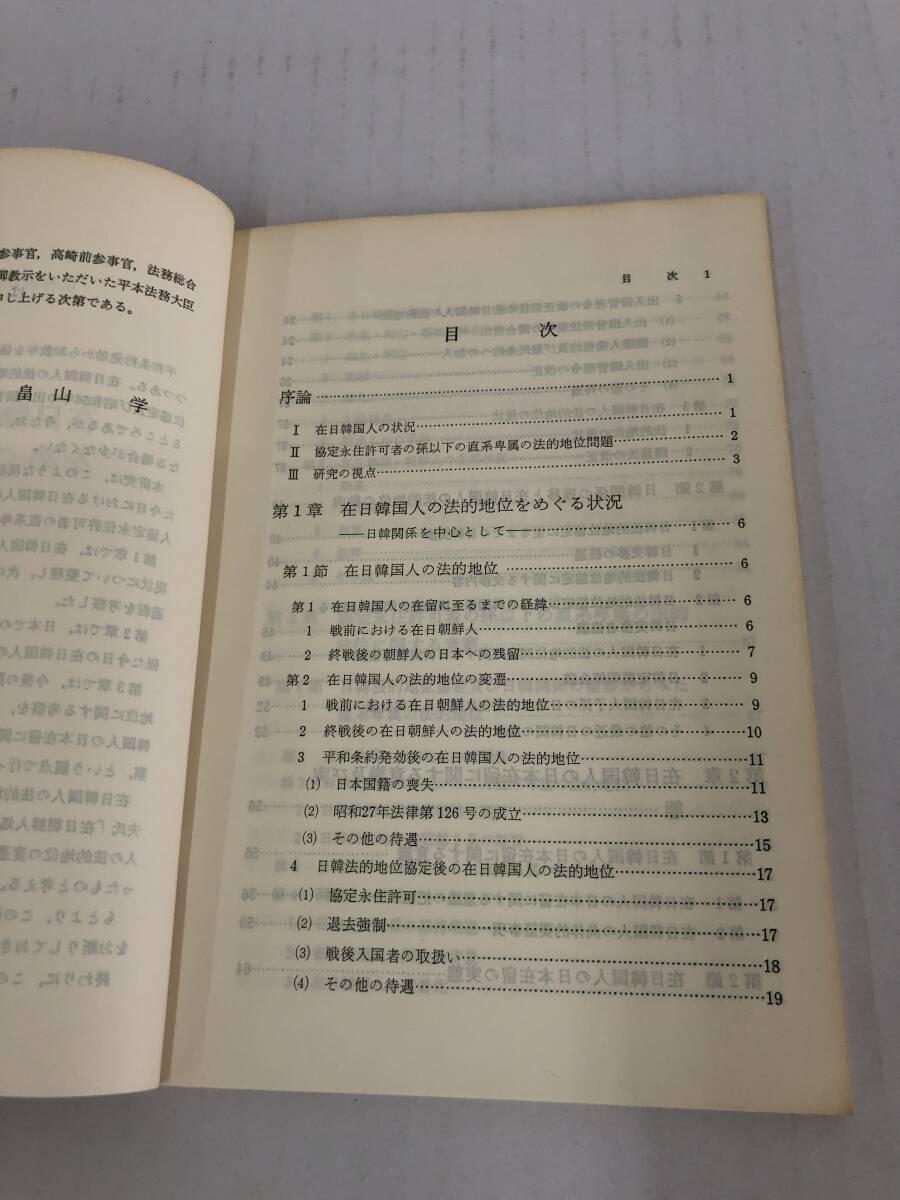 参事官，高崎前参事官，法務総合
御教示をいただいた平本法務大臣
申し上げる次第である。
畠山 学
目 次 1
目 次
序論……1
Ⅰ 在日韓国人の状況……1
Ⅱ 協定永住許可者の孫以下の直系卑属の法的地位問題……2
Ⅲ 研究の視点……3
第1章 在日韓国人の法的地位をめぐる状況
――日韓関係を中心として――……6
第1節 在日韓国人の法的地位……6
第1 在日韓国人の在留に至るまでの経緯……6
1 戦前における在日朝鮮人……6
2 終戦後の朝鮮人の日本への残留……7
第2 在日韓国人の法的地位の変遷……9
1 戦前における在日朝鮮人の法的地位……9
2 終戦後の在日朝鮮人の法的地位……10
3 平和条約発効後の在日韓国人の法的地位……11
(1) 日本国籍の喪失……11
(2) 昭和27年法律第126号の成立……13
(3) その他の待遇……15
4 日韓法的地位協定後の在日韓国人の法的地位……17
(1) 協定永住許可……17
(2) 退去強制……17
(3) 戦後入国者の取扱い……18
(4) その他の待遇……19